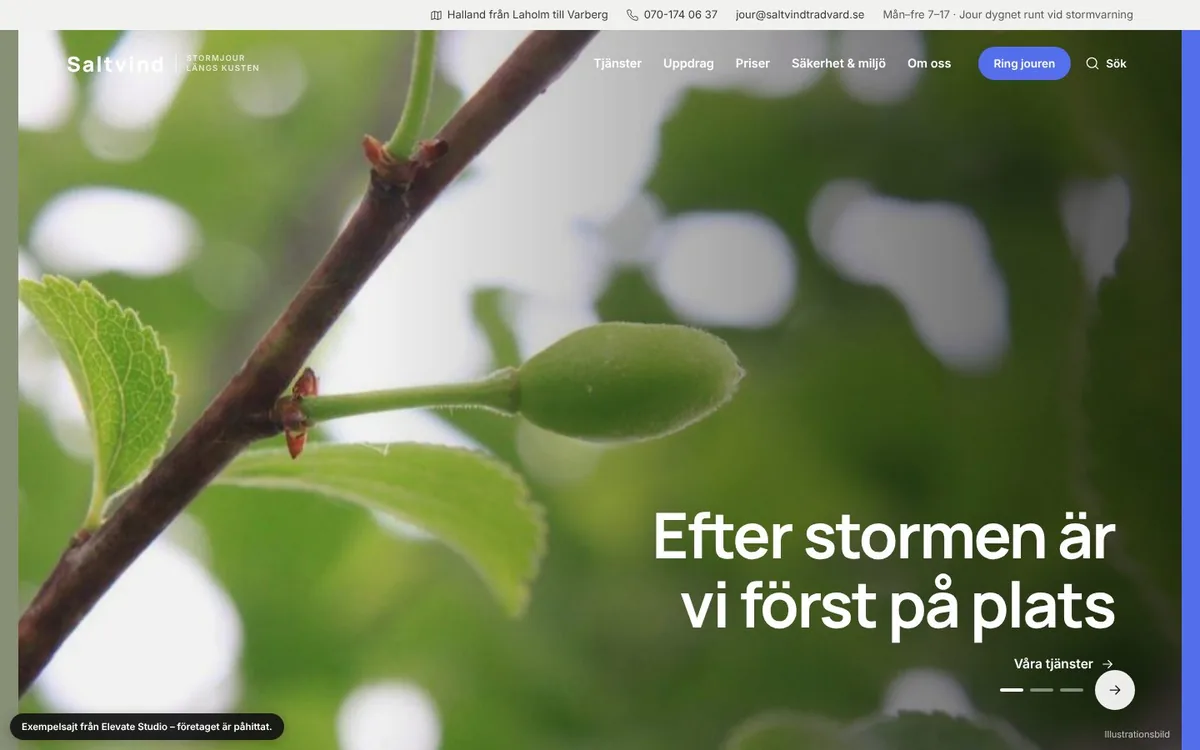 Halland från Laholm till Varberg
070-174 06 37
jour@saltvindtradvard.se
Mån–fre 7–17 · Jour dygnet runt vid stormvarning
Saltvind
STORMJOUR
LÄNGS KUSTEN
Tjänster
Uppdrag
Priser
Säkerhet & miljö
Om oss
Ring jouren
Sök
Efter stormen är
vi först på plats
Våra tjänster
Exempelsajt från Elevate Studio – företaget är påhittat.
Illustrationsbild